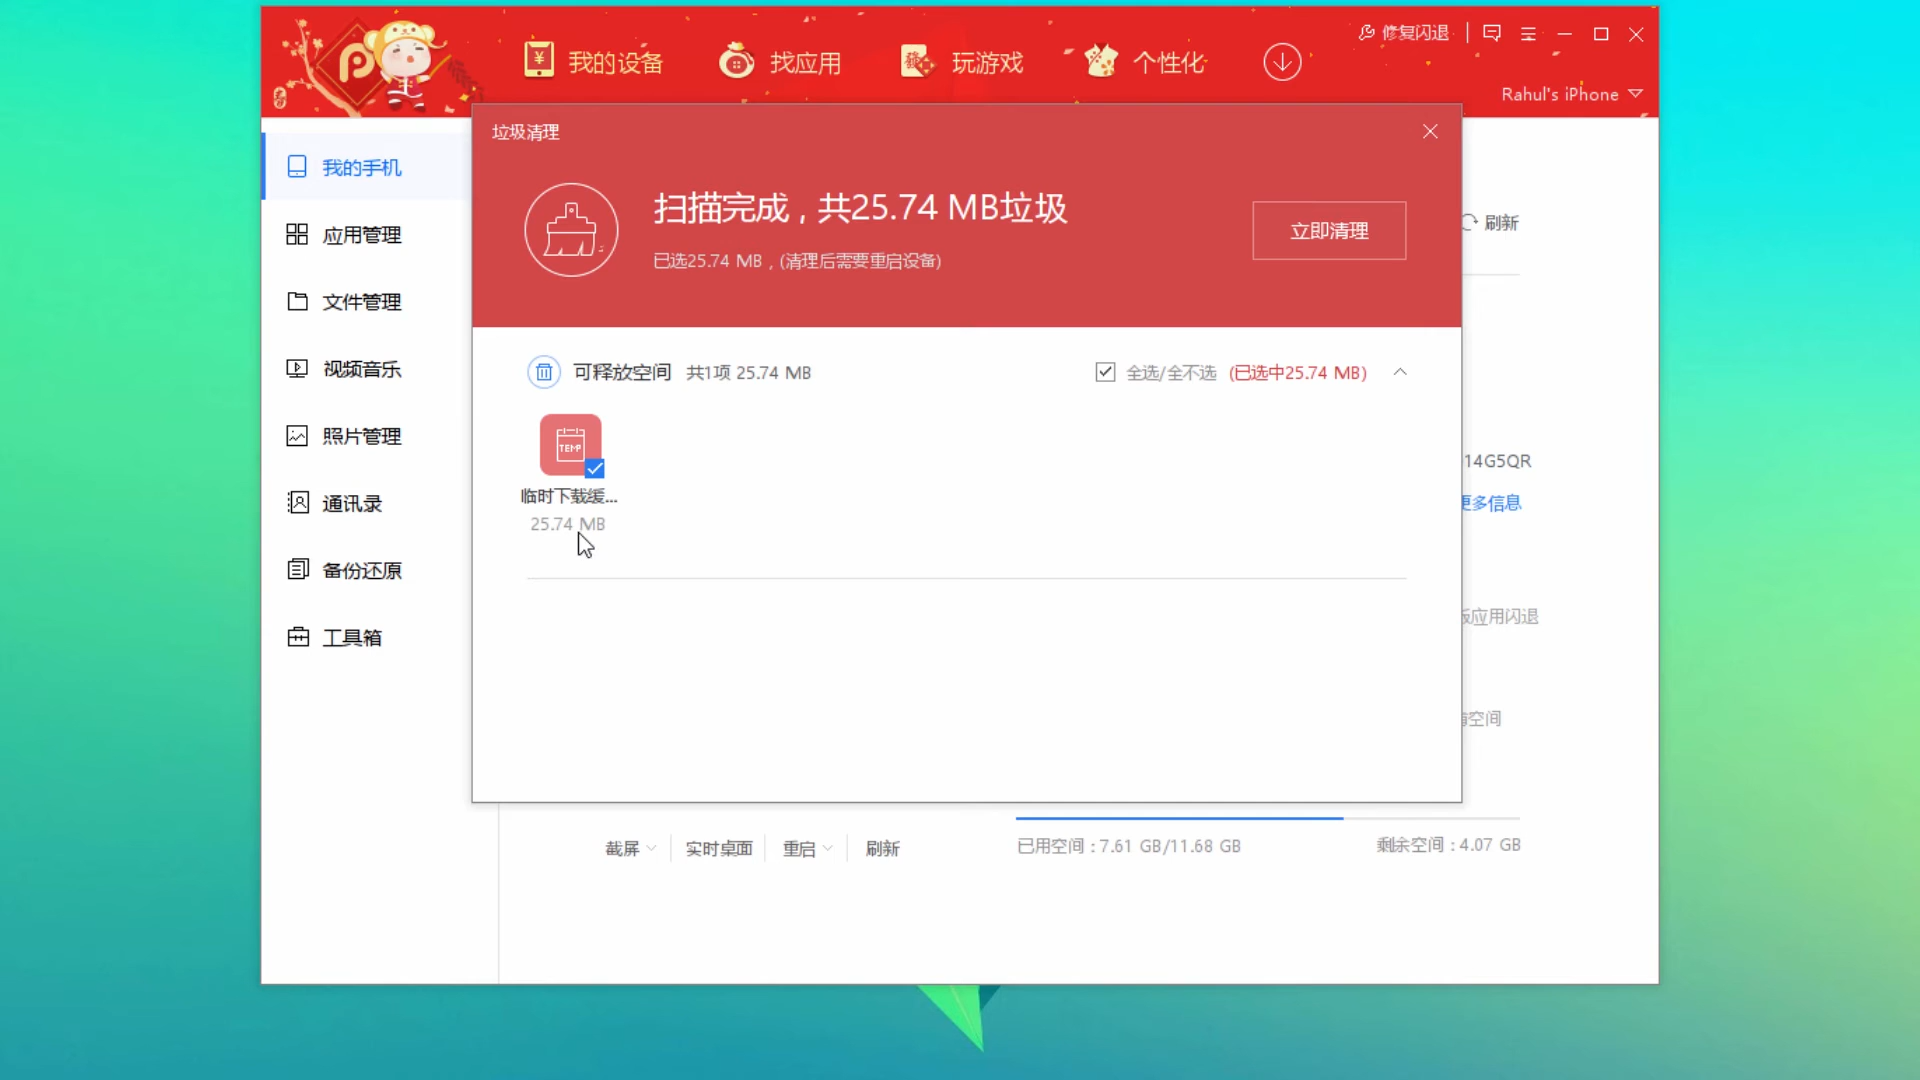 修复闪退
我的设备
找应用
玩游戏
个性化
Rahul's iPhone
我的手机
应用管理
文件管理
视频音乐
照片管理
通讯录
备份还原
工具箱
垃圾清理
扫描完成，共25.74 MB垃圾
已选25.74 MB，(清理后需要重启设备)
立即清理
刷新
可释放空间 共1项 25.74 MB
全选/全不选 (已选中25.74 MB)
TEMP
临时下载缓...
25.74 MB
14G5QR
更多信息
应用闪退
空间
截屏
实时桌面
重启
刷新
已用空间：7.61 GB/11.68 GB
剩余空间：4.07 GB